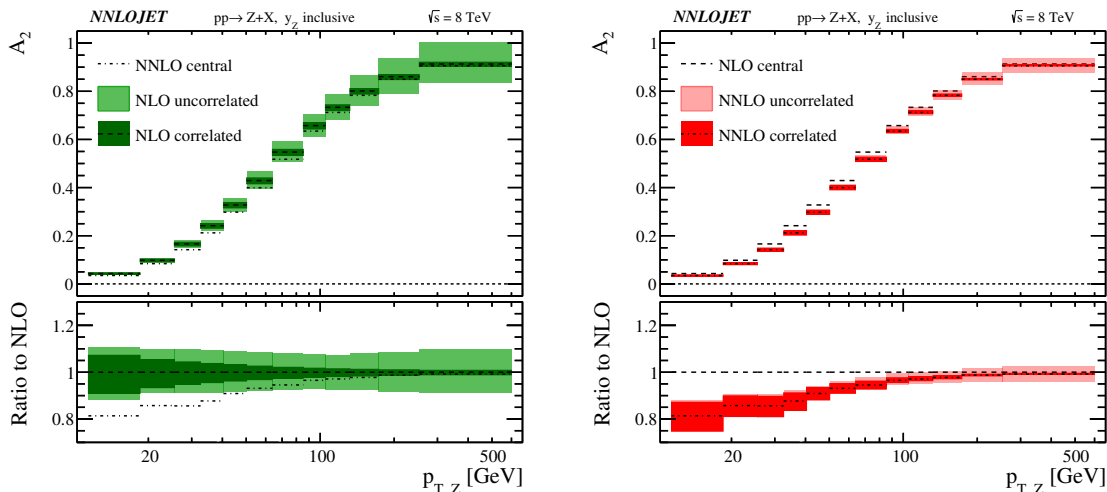 NNLOJET pp→ Z+X, y_Z inclusive √s = 8 TeV
A_2
1
0.8
0.6
0.4
0.2
0
NNLO central
NLO uncorrelated
NLO correlated
Ratio to NLO
1.2
1
0.8
20 100 500
p_T, Z [GeV]
NNLOJET pp→ Z+X, y_Z inclusive √s = 8 TeV
A_2
1
0.8
0.6
0.4
0.2
0
NLO central
NNLO uncorrelated
NNLO correlated
Ratio to NLO
1.2
1
0.8
20 100 500
p_T, Z [GeV]